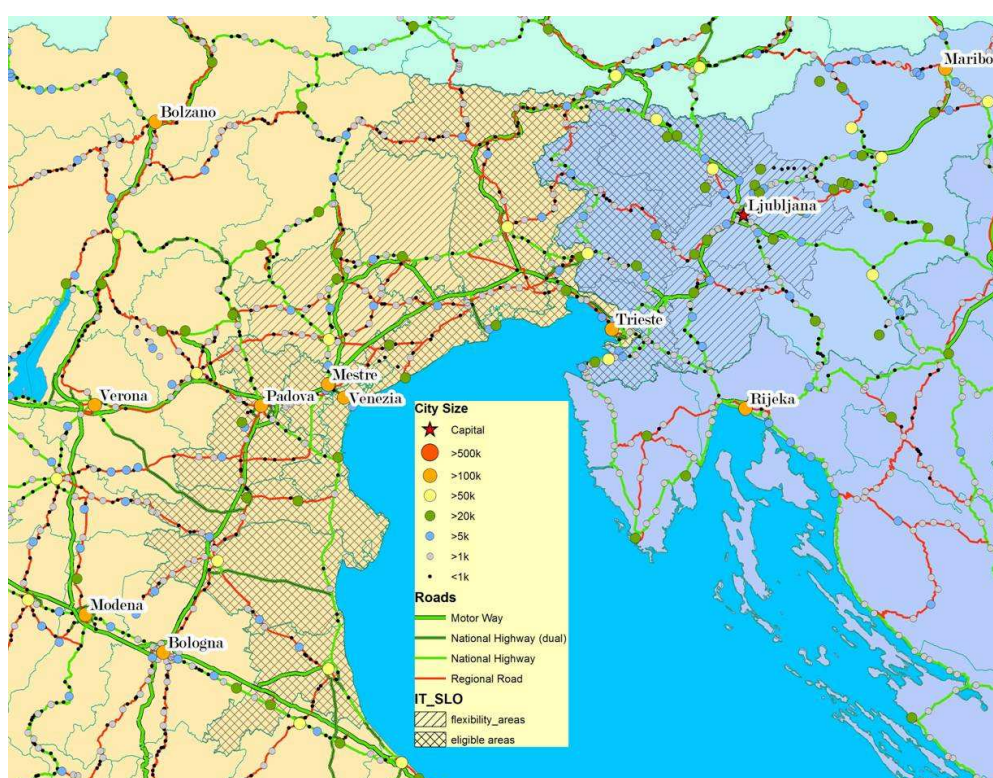 Maribo
Bolzano
Ljubljana
Trieste
Mestre
Venezia
Padova
Verona
Rijeka
Modena
Bologna
City Size
Capital
>500k
>100k
>50k
>20k
>5k
>1k
<1k
Roads
Motor Way
National Highway (dual)
National Highway
Regional Road
IT_SLO
flexibility_areas
eligible areas